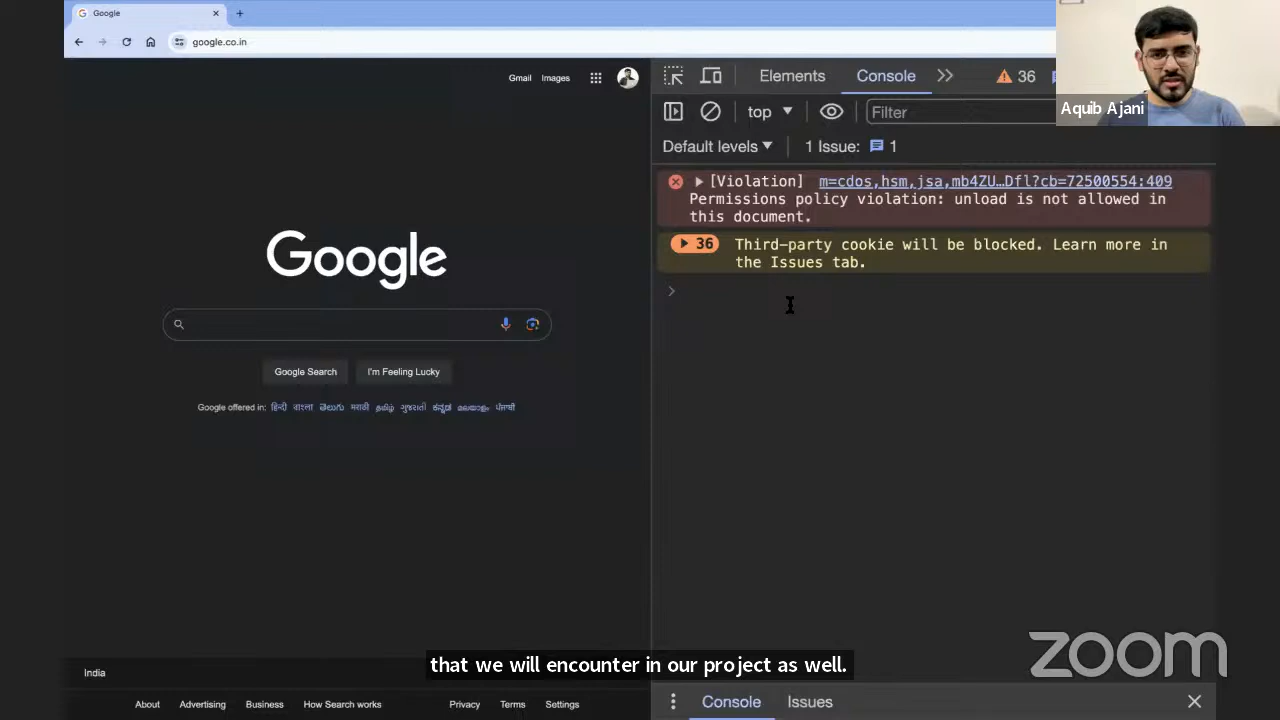 Google
google.co.in
Gmail Images
Google
Google Search I'm Feeling Lucky
Google offered in: हिन्दी বাংলা తెలుగు मराठी தமிழ் ગુજરાતી ಕನ್ನಡ മലയാളം ਪੰਜਾਬੀ
India
About Advertising Business How Search works Privacy Terms Settings
Elements Console 36
top Filter
Default levels 1 Issue: 1
[Violation] m=cdos,hsm,jsa,mb4ZU…Dfl?cb=72500554:409
Permissions policy violation: unload is not allowed in
this document.
36 Third-party cookie will be blocked. Learn more in
the Issues tab.
Console Issues
Aquib Ajani
that we will encounter in our project as well.
zoom